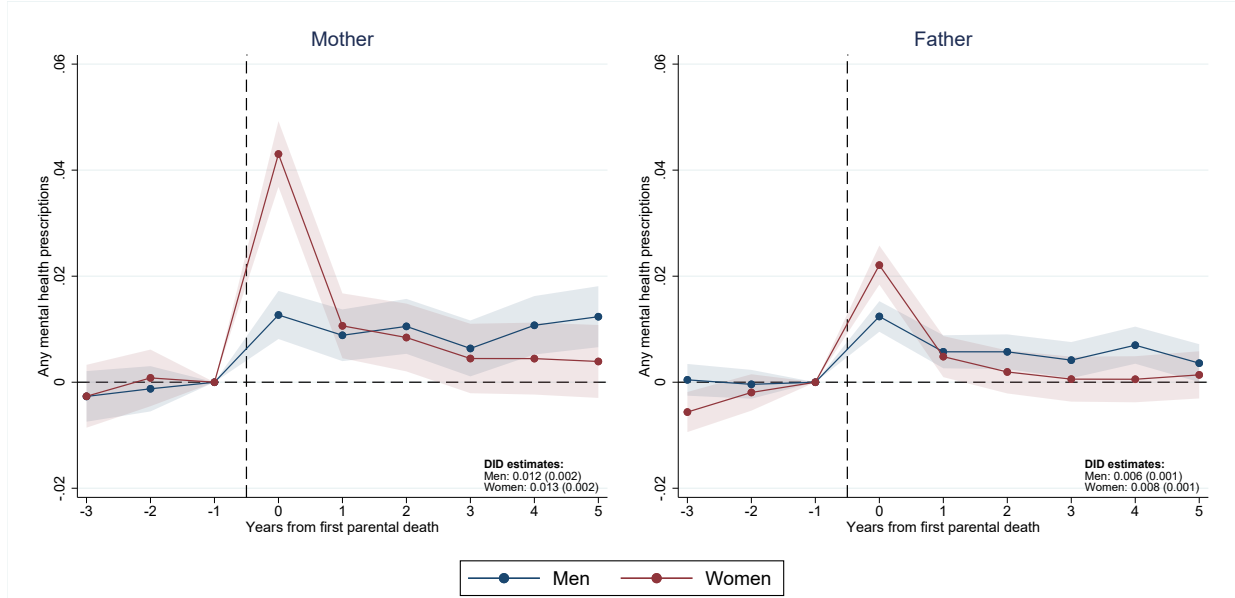 Mother
Any mental health prescriptions
.06
.04
.02
0
-.02
-3 -2 -1 0 1 2 3 4 5
Years from first parental death
DID estimates:
Men: 0.012 (0.002)
Women: 0.013 (0.002)
Father
Any mental health prescriptions
.06
.04
.02
0
-.02
-3 -2 -1 0 1 2 3 4 5
Years from first parental death
DID estimates:
Men: 0.006 (0.001)
Women: 0.008 (0.001)
Men Women